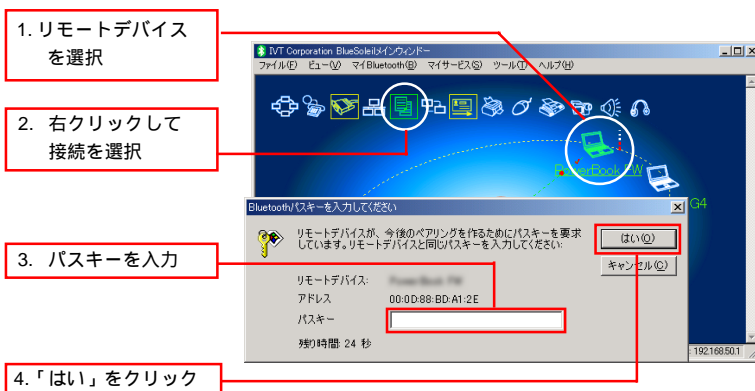 1. リモートデバイス
を選択
2. 右クリックして
接続を選択
3. パスキーを入力
4.「はい」をクリック
IVT Corporation BlueSoleilメインウィンドー
ファイル(F) ビュー(V) マイBluetooth(B) マイサービス(S) ツール(T) ヘルプ(H)
PowerBook FW
G4
Bluetoothパスキーを入力してください
リモートデバイスが、今後のペアリングを作るためにパスキーを要求
しています。リモートデバイスと同じパスキーを入力してください:
はい(O)
キャンセル(C)
リモートデバイス:
アドレス 00:0D:88:BD:A1:2E
パスキー
残り時間: 24 秒
: 192.168.50.1